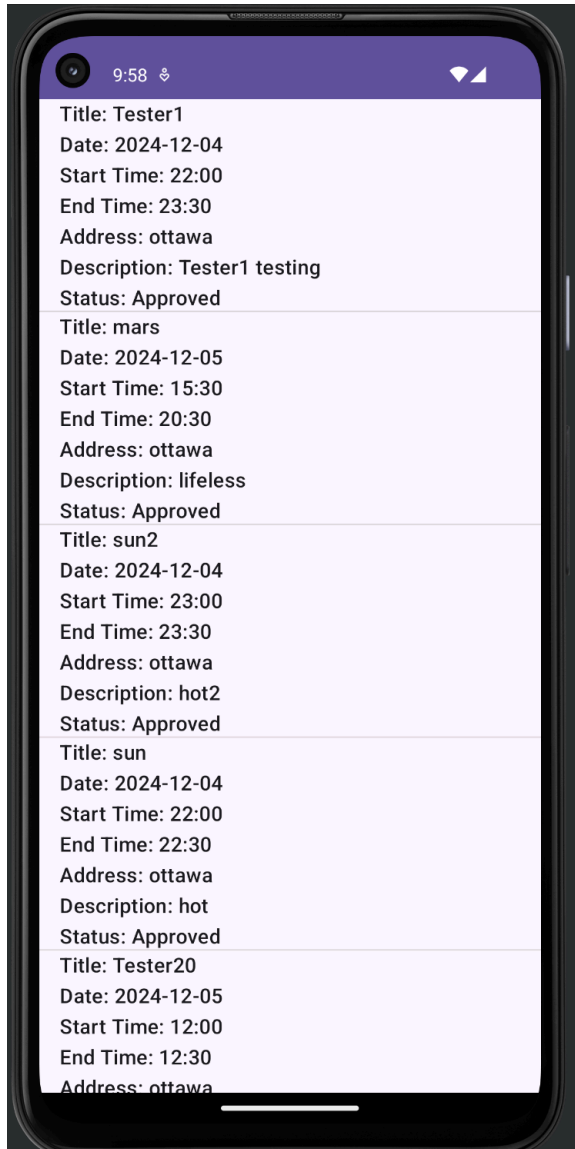 9:58
Title: Tester1
Date: 2024-12-04
Start Time: 22:00
End Time: 23:30
Address: ottawa
Description: Tester1 testing
Status: Approved
Title: mars
Date: 2024-12-05
Start Time: 15:30
End Time: 20:30
Address: ottawa
Description: lifeless
Status: Approved
Title: sun2
Date: 2024-12-04
Start Time: 23:00
End Time: 23:30
Address: ottawa
Description: hot2
Status: Approved
Title: sun
Date: 2024-12-04
Start Time: 22:00
End Time: 22:30
Address: ottawa
Description: hot
Status: Approved
Title: Tester20
Date: 2024-12-05
Start Time: 12:00
End Time: 12:30
Address: ottawa